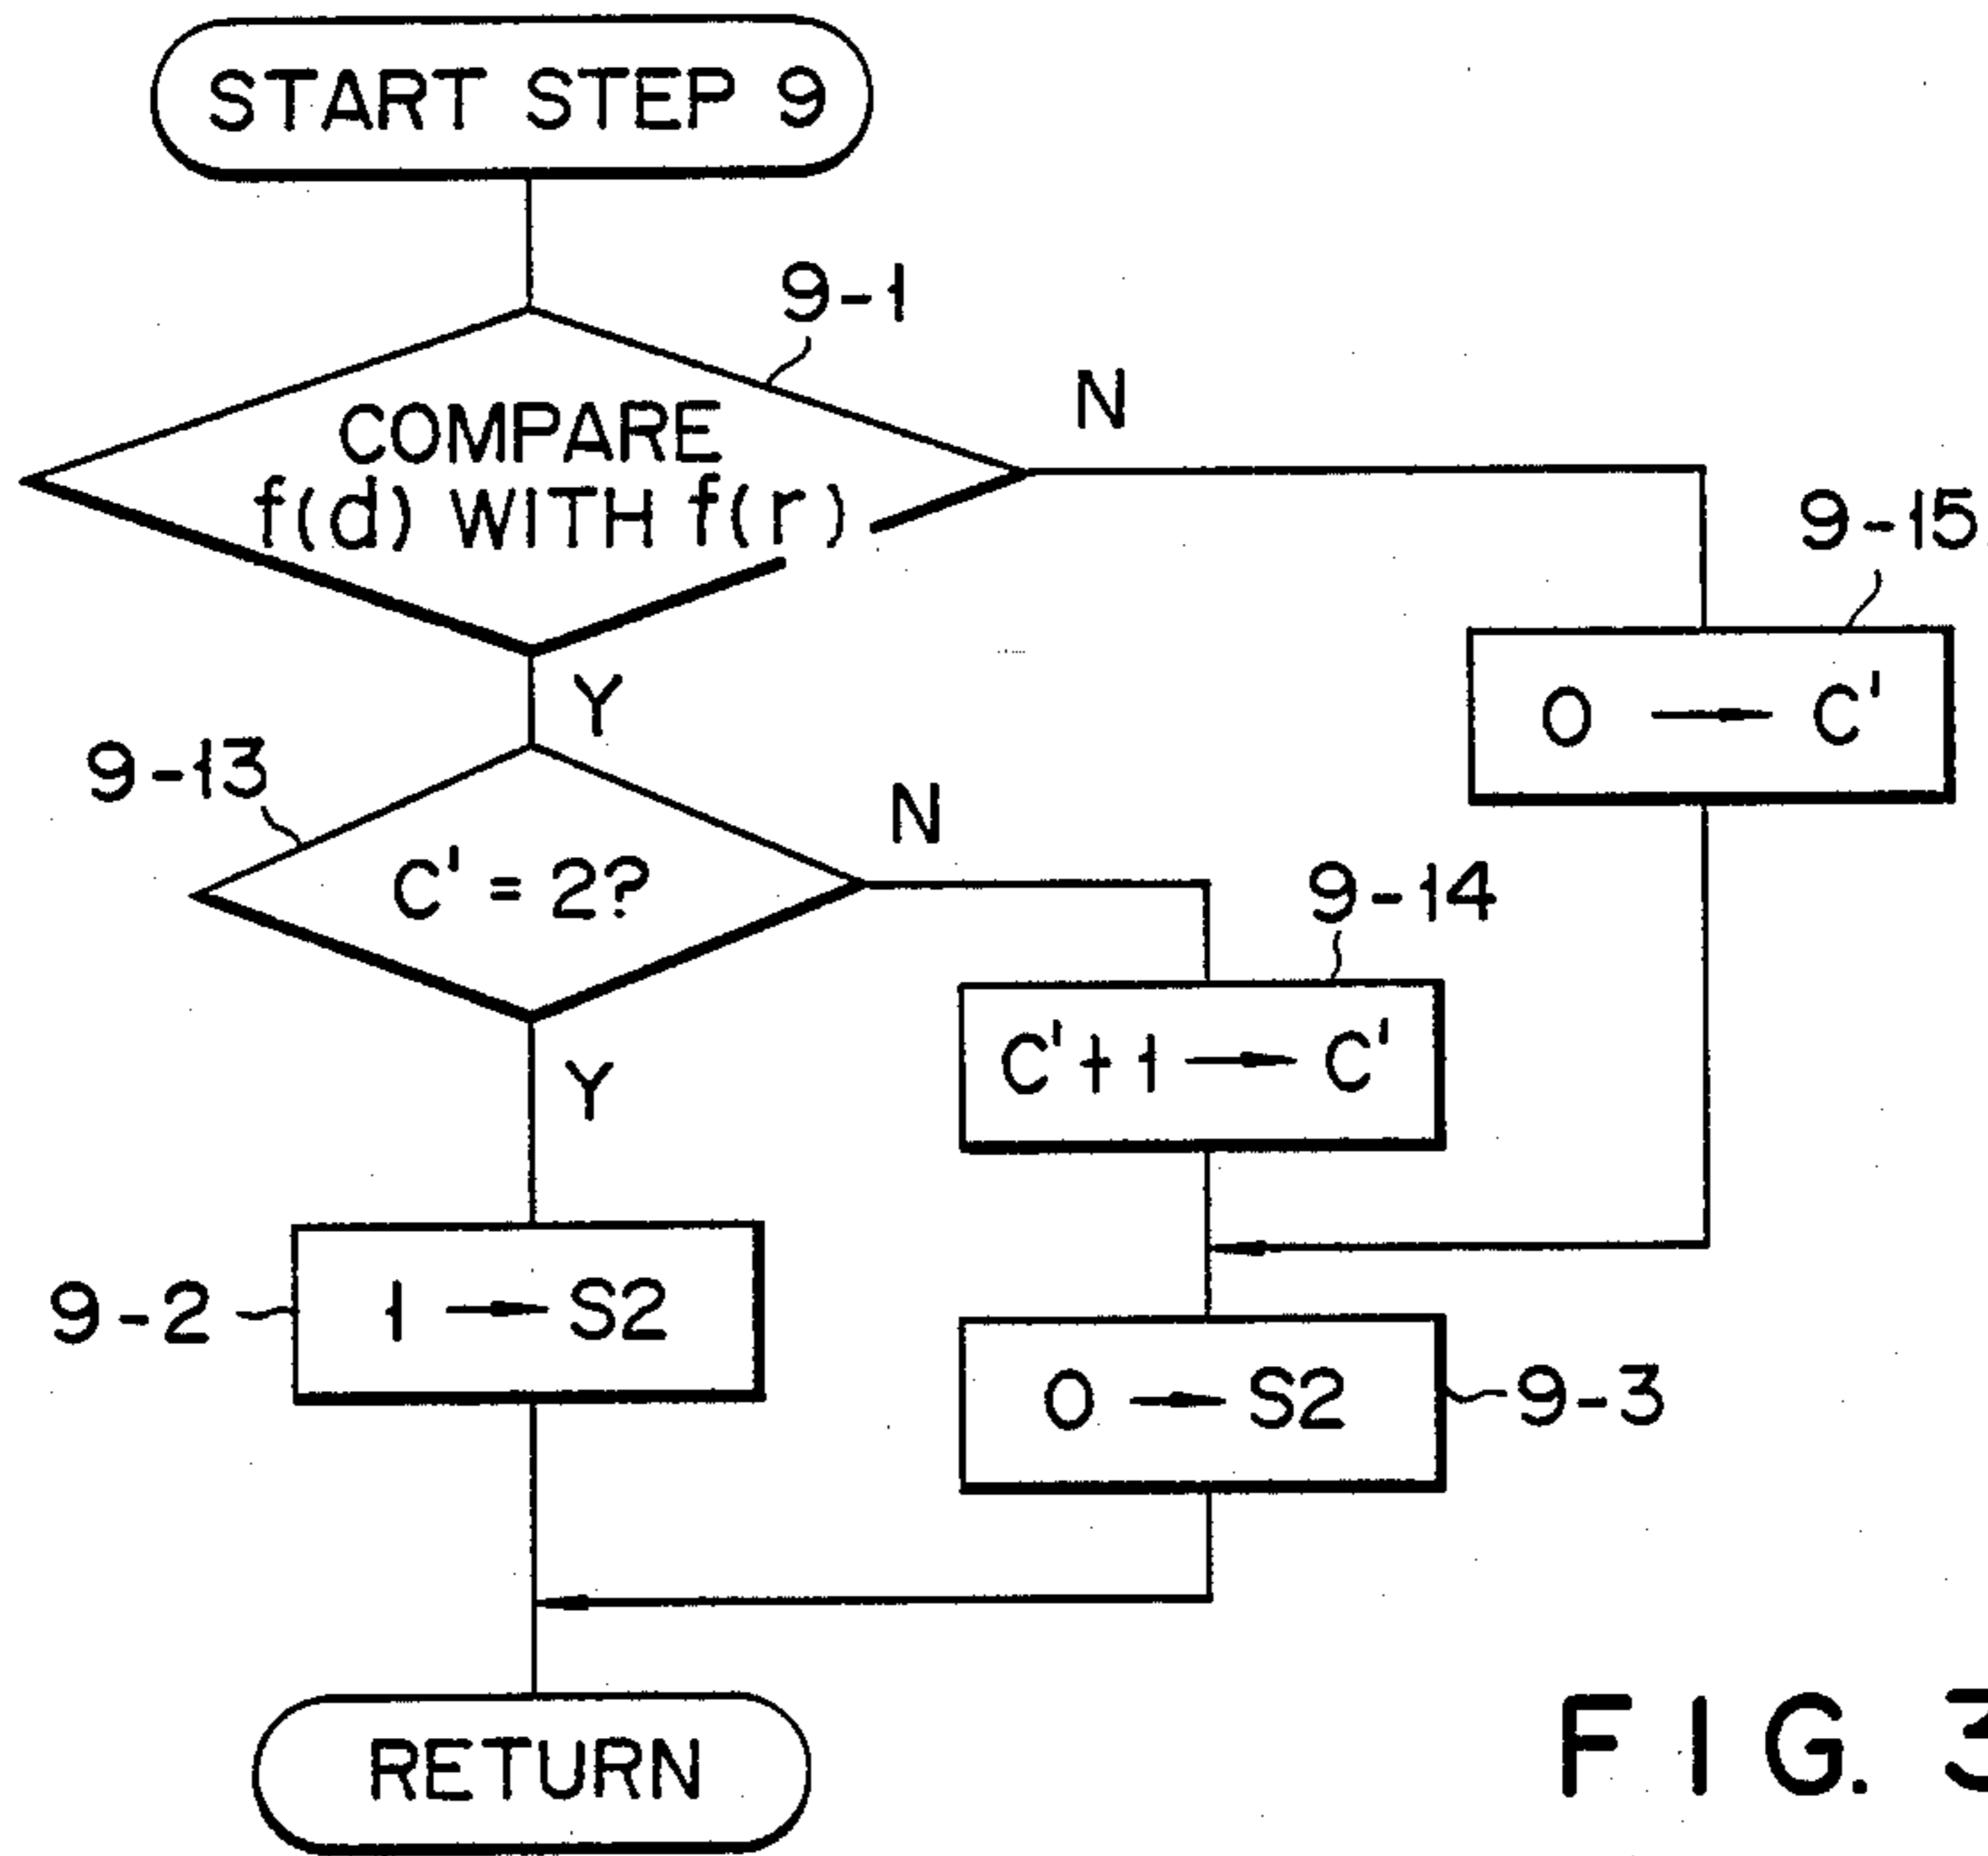 START STEP 9
9-1
COMPARE
f(d) WITH f(r)
N
9-15
0 → C'
Y
9-13
C' = 2?
N
9-14
C'+1 → C'
Y
9-2
1 → S2
0 → S2
9-3
RETURN
FIG. 3